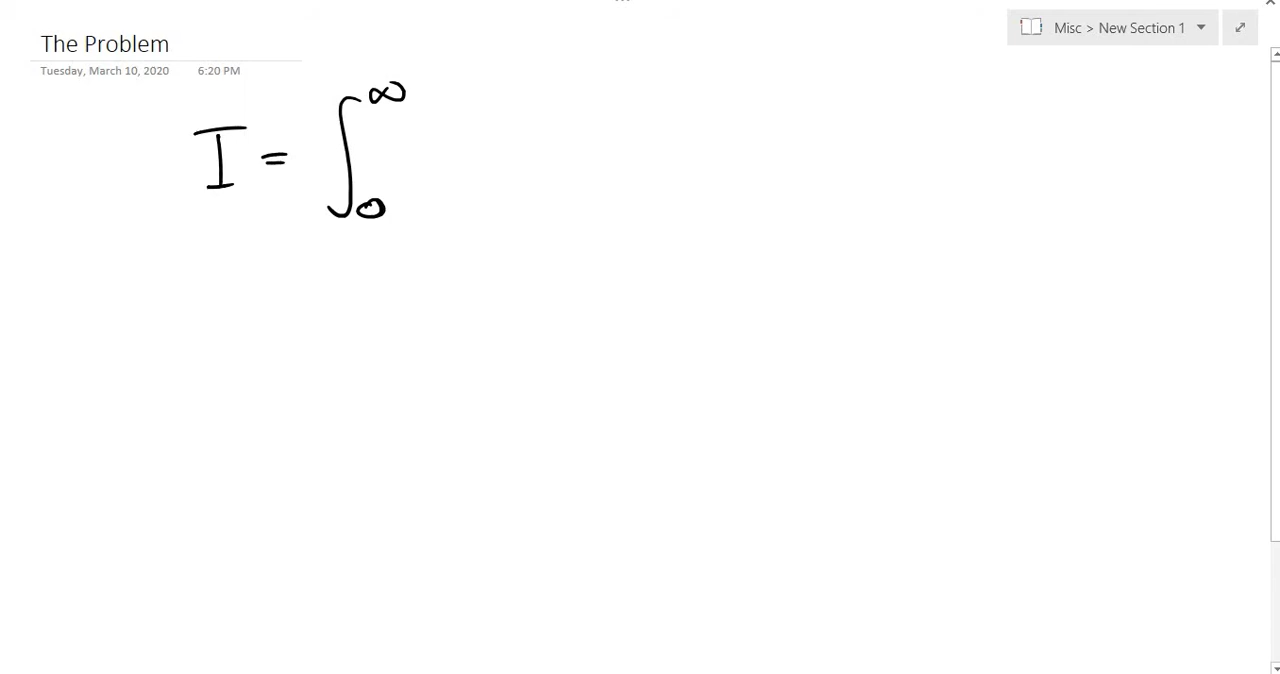 The Problem
Misc > New Section 1
Tuesday, March 10, 2020 6:20 PM
I = ∫₀^∞